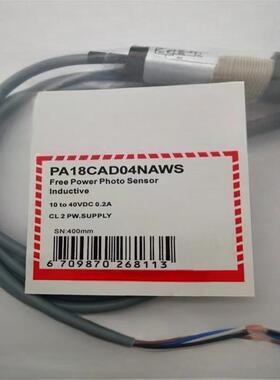 PA18CAD04NAWS
Free Power Photo Sensor
Inductive
10 to 40VDC 0.2A
CL 2 PW.SUPPLY
SN:400mm
6 709870 268113